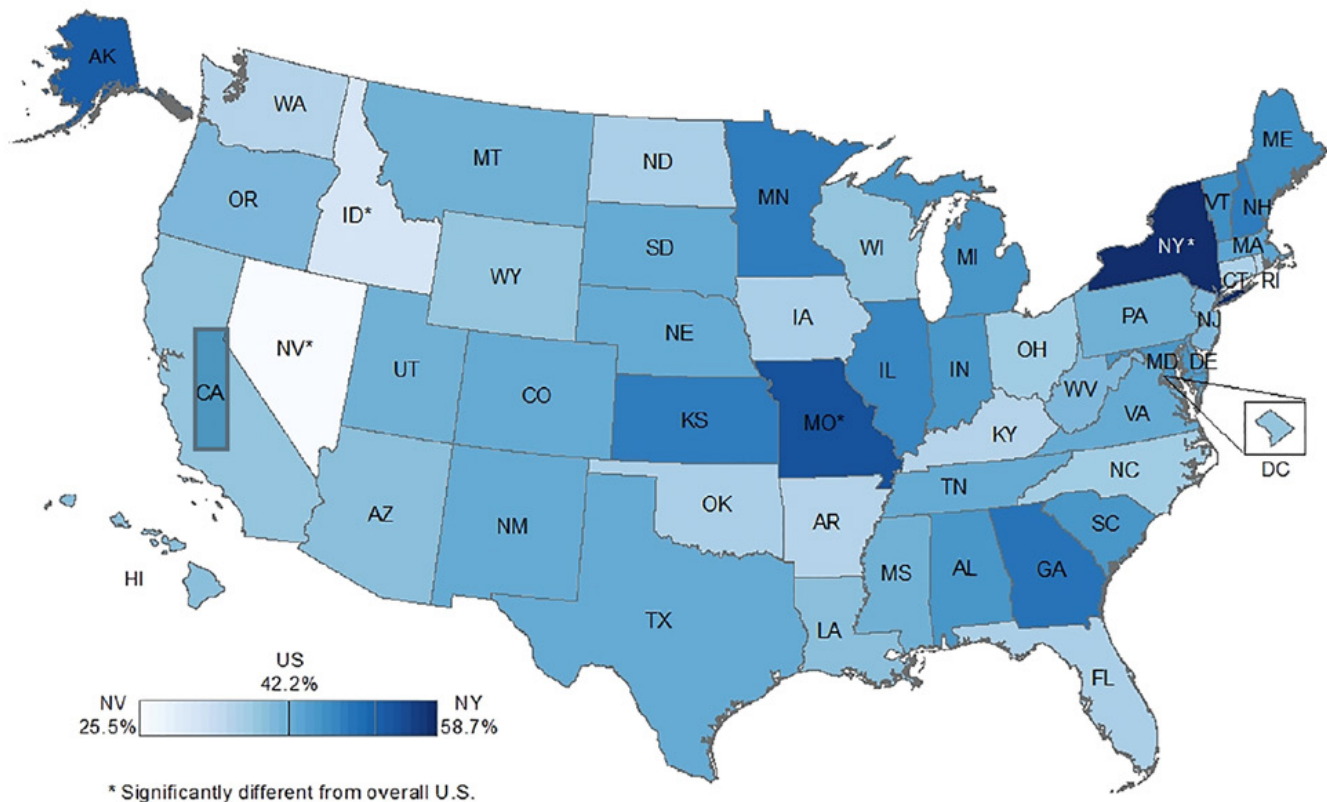 AK
WA
MT
ND
MN
ME
OR
ID*
SD
WI
MI
VT
NH
NY*
MA
CT
RI
WY
IA
NE
PA
NJ
NV*
OH
CA
UT
CO
IL
IN
MD
DE
WV
VA
KS
MO*
KY
DC
NC
AZ
NM
OK
AR
TN
SC
HI
MS
AL
GA
TX
LA
FL
US
42.2%
NV
25.5%
NY
58.7%
* Significantly different from overall U.S.